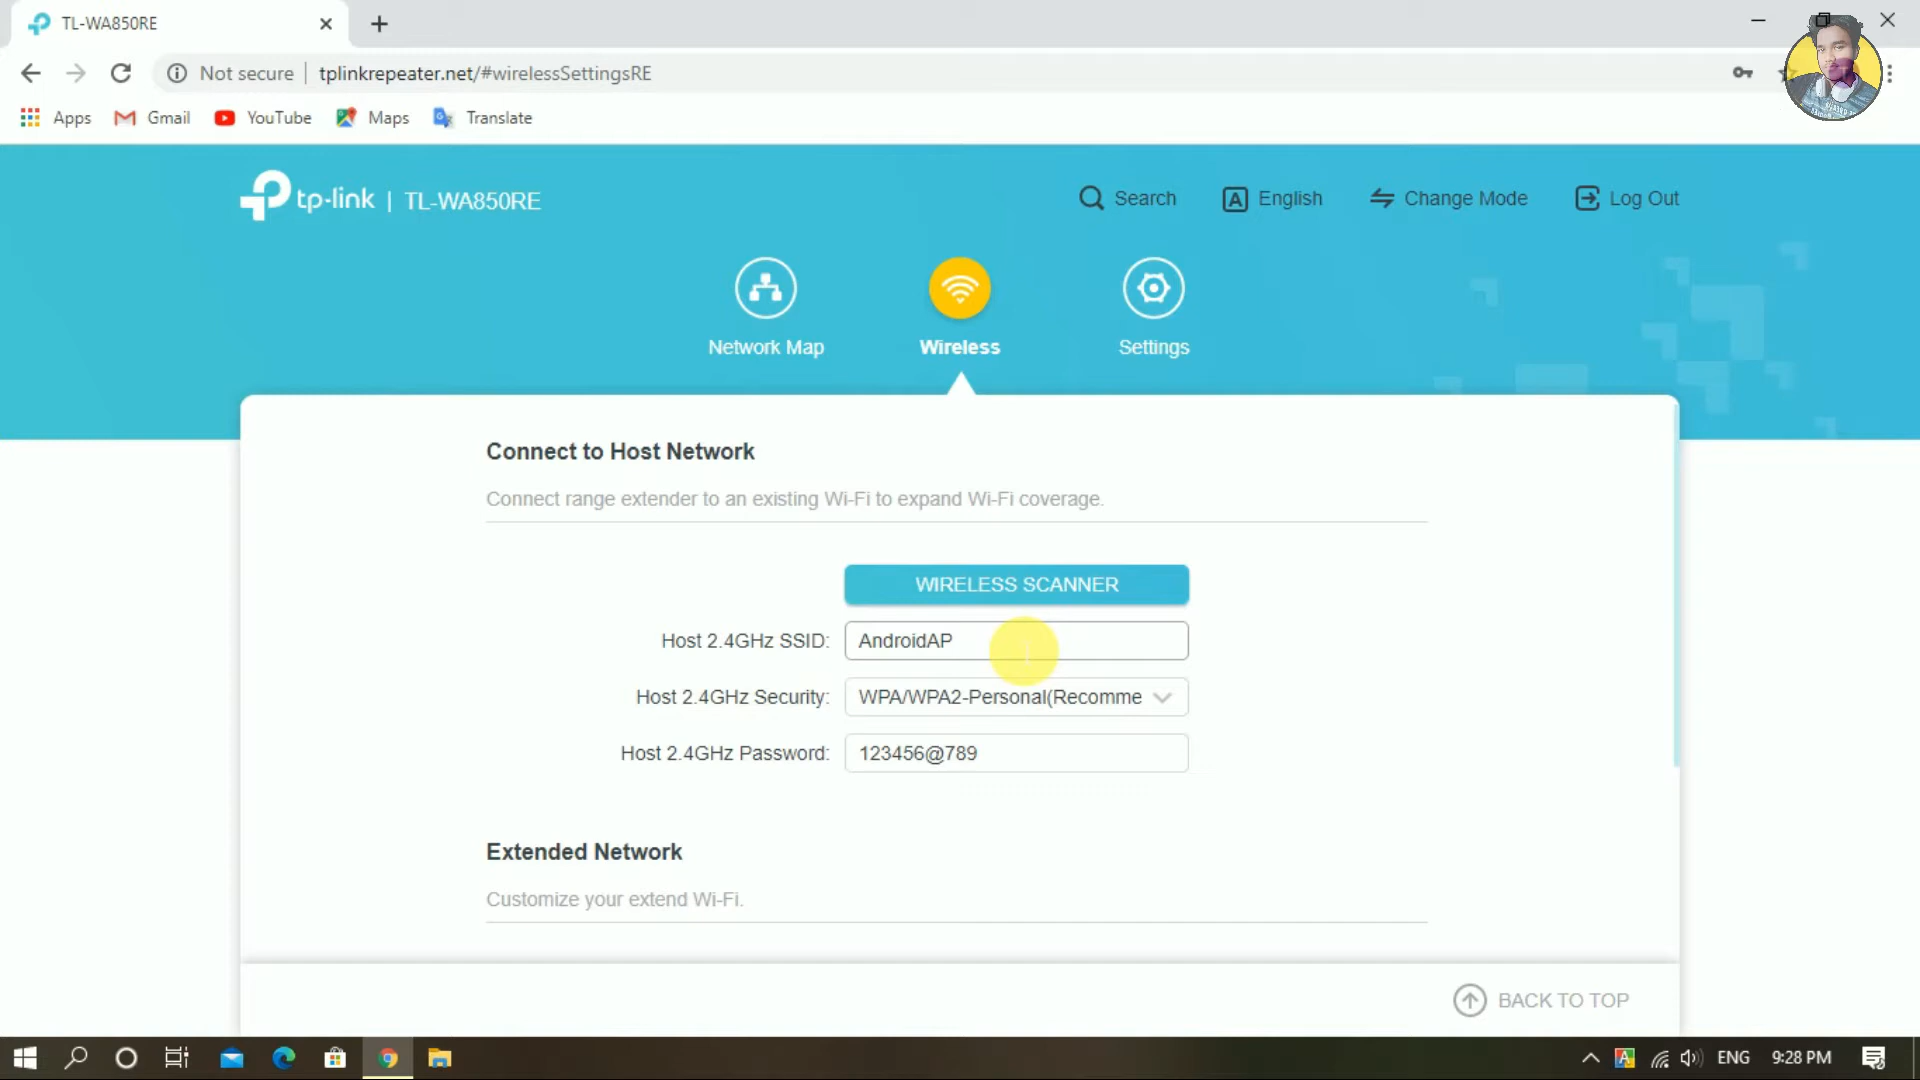 TL-WA850RE
Not secure | tplinkrepeater.net/#wirelessSettingsRE
Apps Gmail YouTube Maps Translate
tp-link | TL-WA850RE
Search English Change Mode Log Out
Network Map Wireless Settings
Connect to Host Network
Connect range extender to an existing Wi-Fi to expand Wi-Fi coverage.
WIRELESS SCANNER
Host 2.4GHz SSID: AndroidAP
Host 2.4GHz Security: WPA/WPA2-Personal(Recomme
Host 2.4GHz Password: 123456@789
Extended Network
Customize your extend Wi-Fi.
BACK TO TOP
ENG 9:28 PM